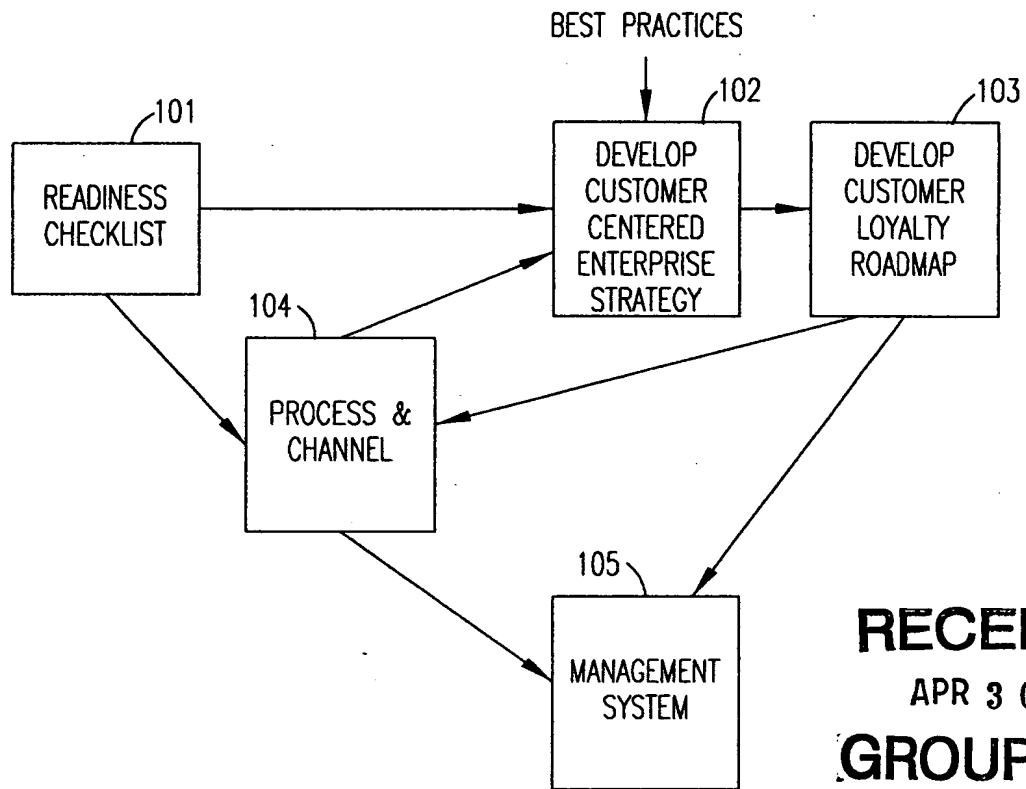 BEST PRACTICES
101
102
103
READINESS
CHECKLIST
DEVELOP
CUSTOMER
CENTERED
ENTERPRISE
STRATEGY
DEVELOP
CUSTOMER
LOYALTY
ROADMAP
104
PROCESS &
CHANNEL
105
MANAGEMENT
SYSTEM
APR 3
GROUP